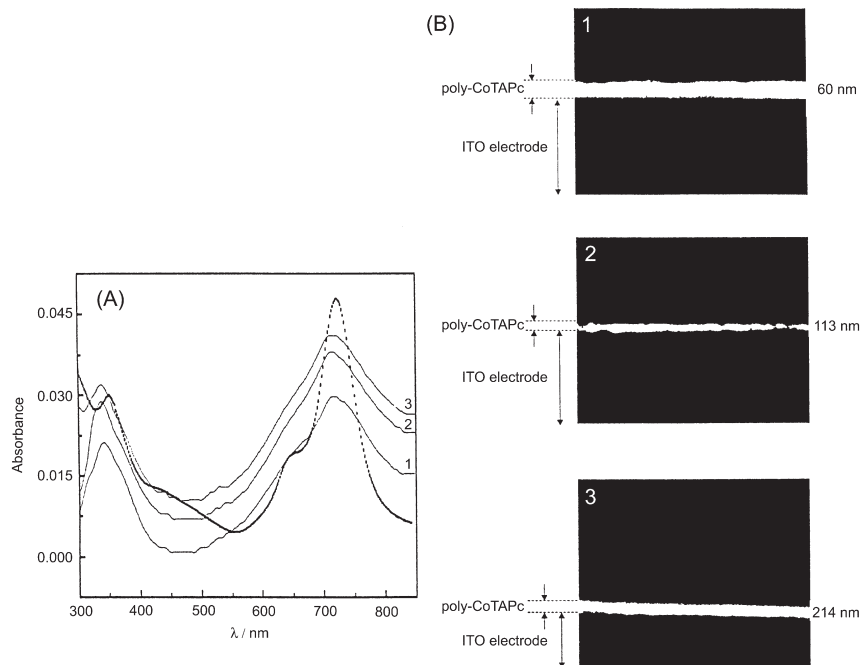 (B)
1
poly-CoTAPc
60 nm
ITO electrode
2
poly-CoTAPc
113 nm
ITO electrode
3
poly-CoTAPc
214 nm
ITO electrode
(A)
0.045
0.030
0.015
0.000
Absorbance
3
2
1
300 400 500 600 700 800
λ / nm